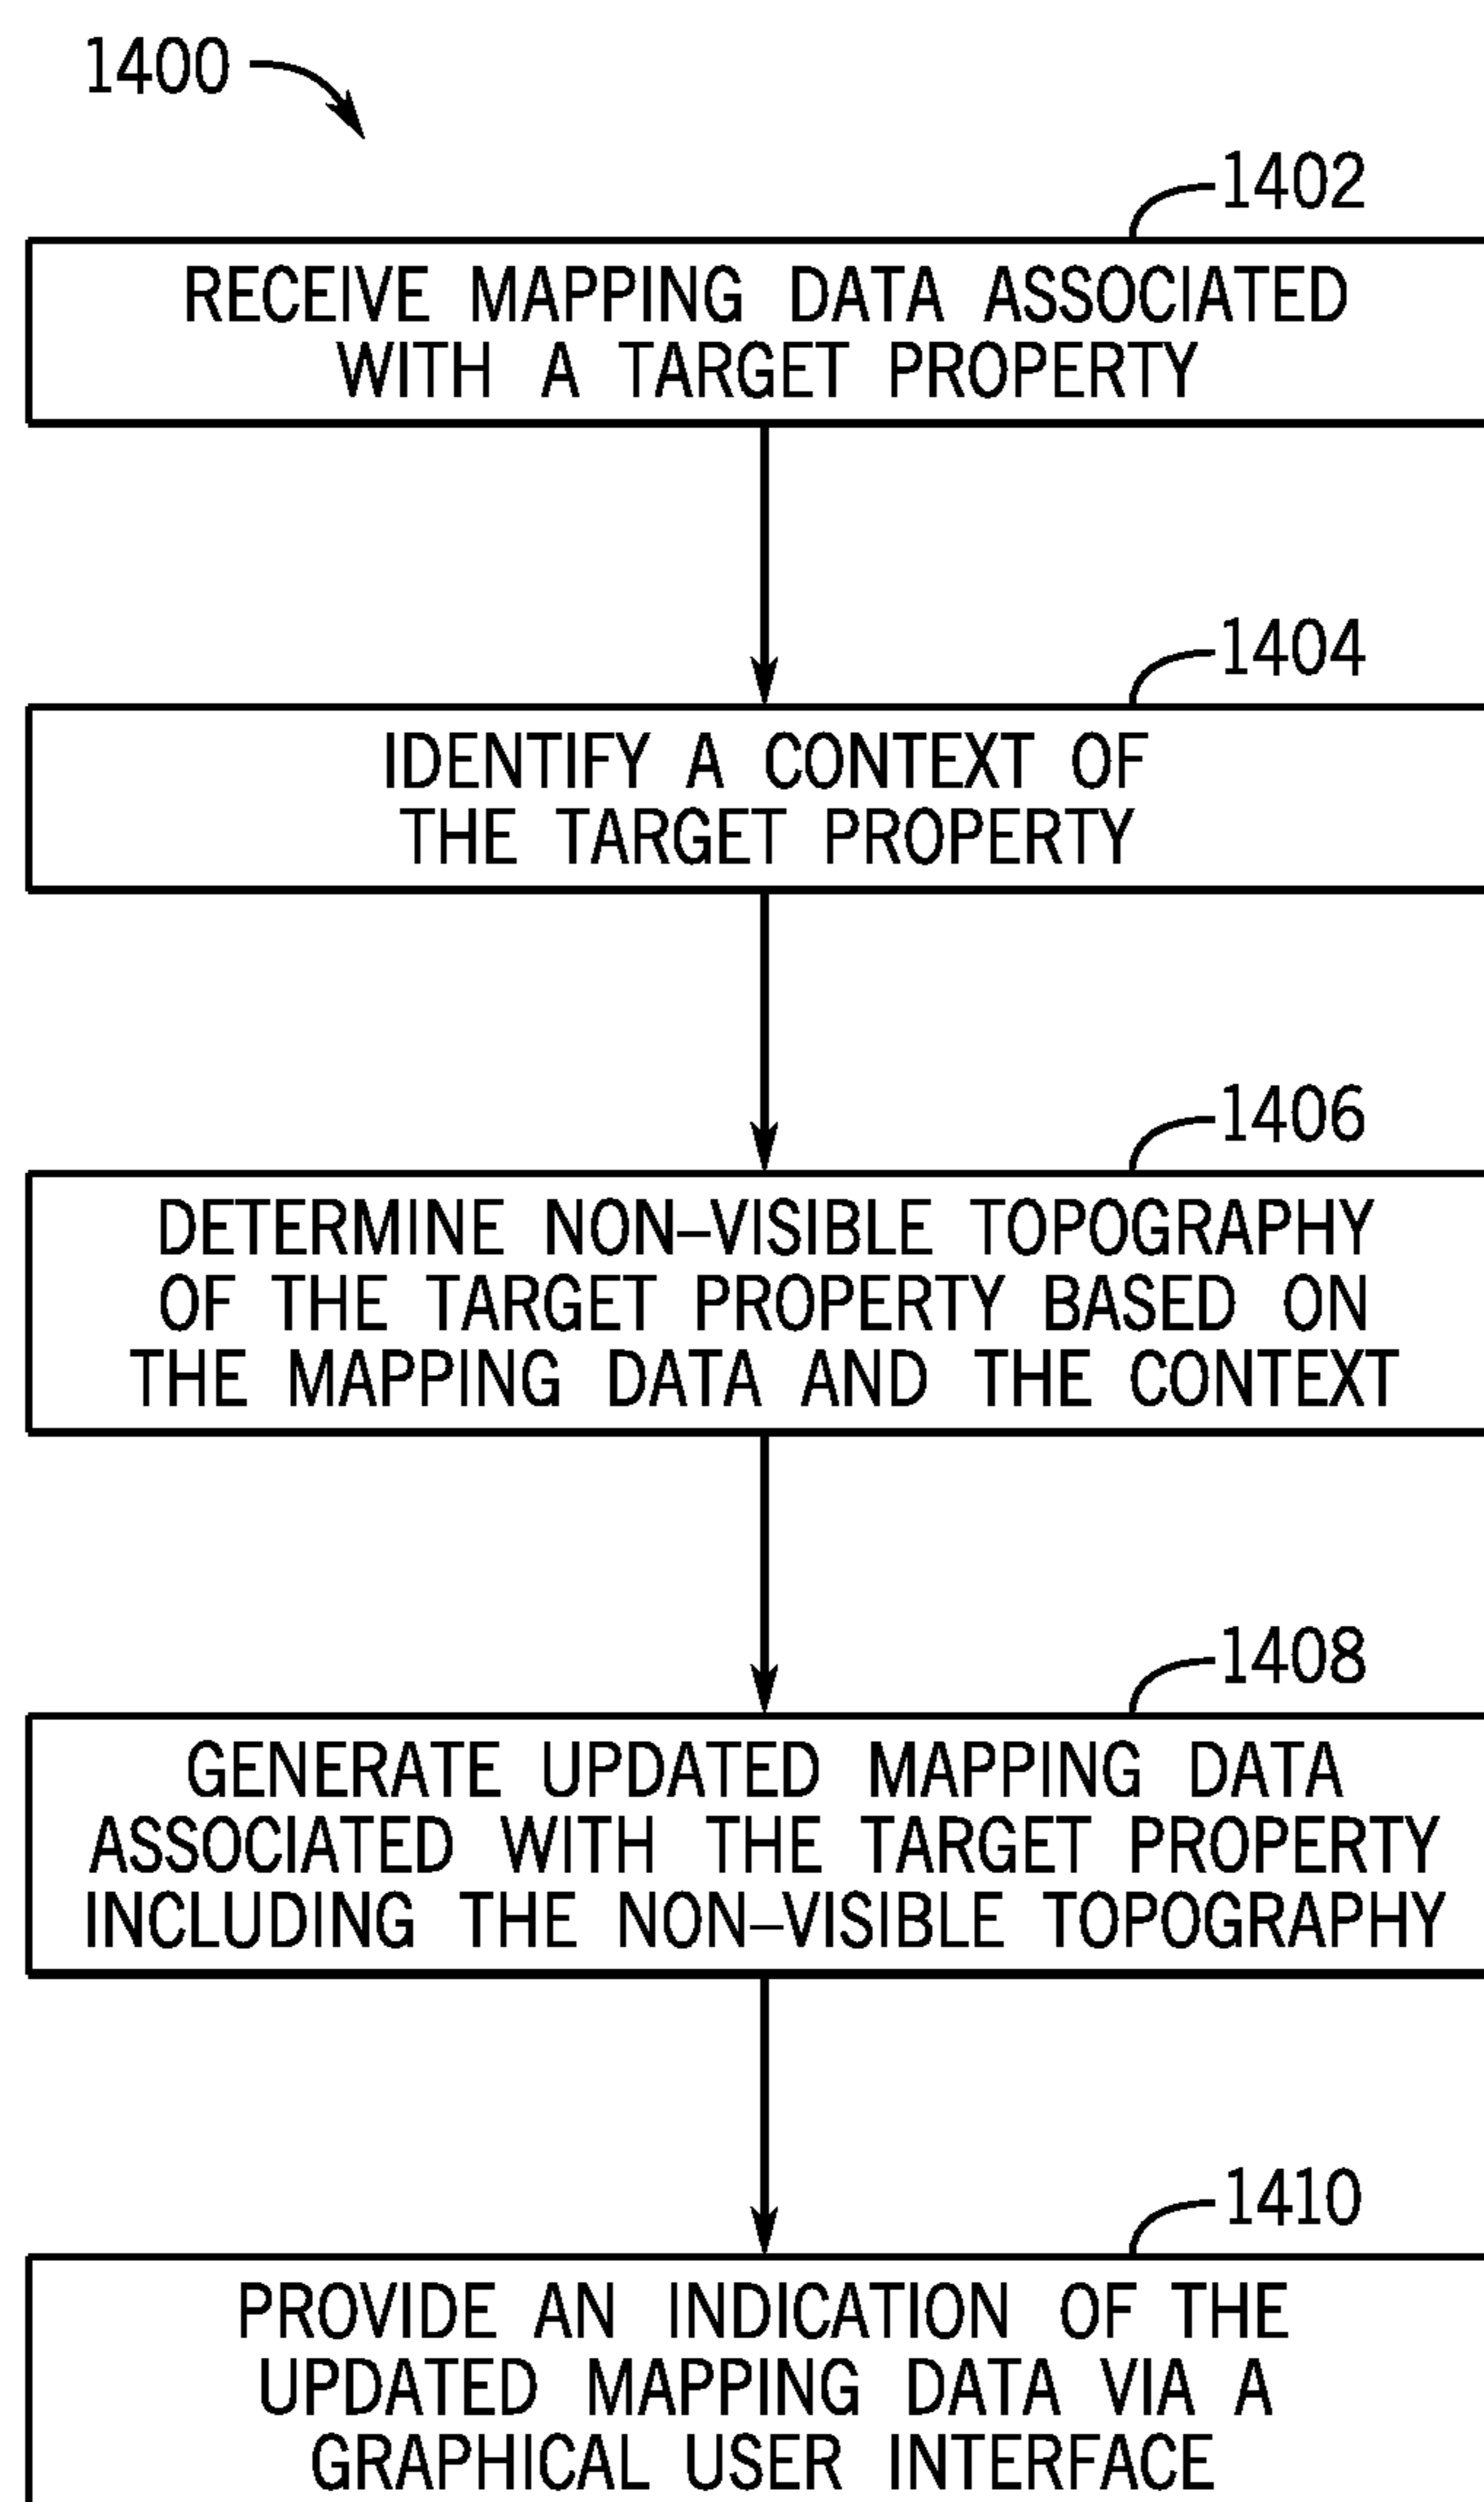 1400
1402
RECEIVE MAPPING DATA ASSOCIATED
WITH A TARGET PROPERTY
1404
IDENTIFY A CONTEXT OF
THE TARGET PROPERTY
1406
DETERMINE NON-VISIBLE TOPOGRAPHY
OF THE TARGET PROPERTY BASED ON
THE MAPPING DATA AND THE CONTEXT
1408
GENERATE UPDATED MAPPING DATA
ASSOCIATED WITH THE TARGET PROPERTY
INCLUDING THE NON-VISIBLE TOPOGRAPHY
1410
PROVIDE AN INDICATION OF THE
UPDATED MAPPING DATA VIA A
GRAPHICAL USER INTERFACE